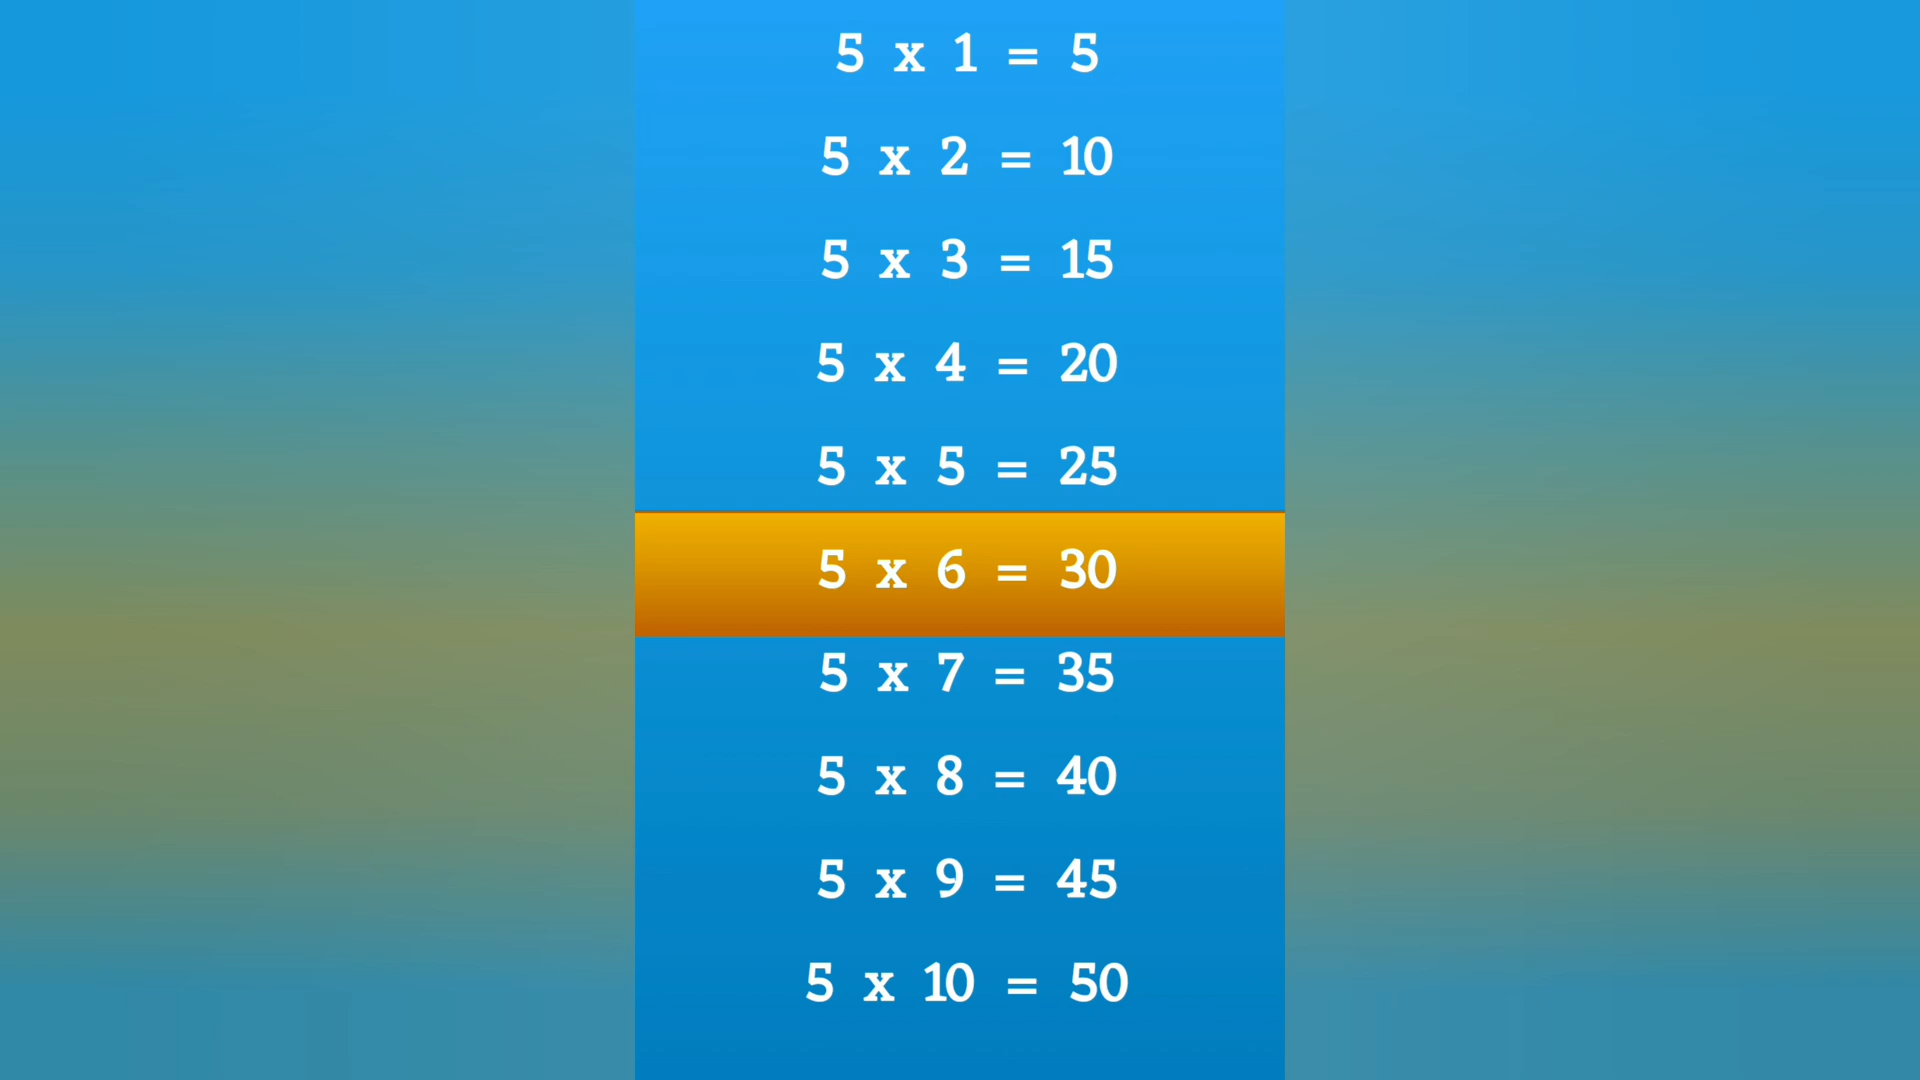 5 x 1 = 5
5 x 2 = 10
5 x 3 = 15
5 x 4 = 20
5 x 5 = 25
5 x 6 = 30
5 x 7 = 35
5 x 8 = 40
5 x 9 = 45
5 x 10 = 50